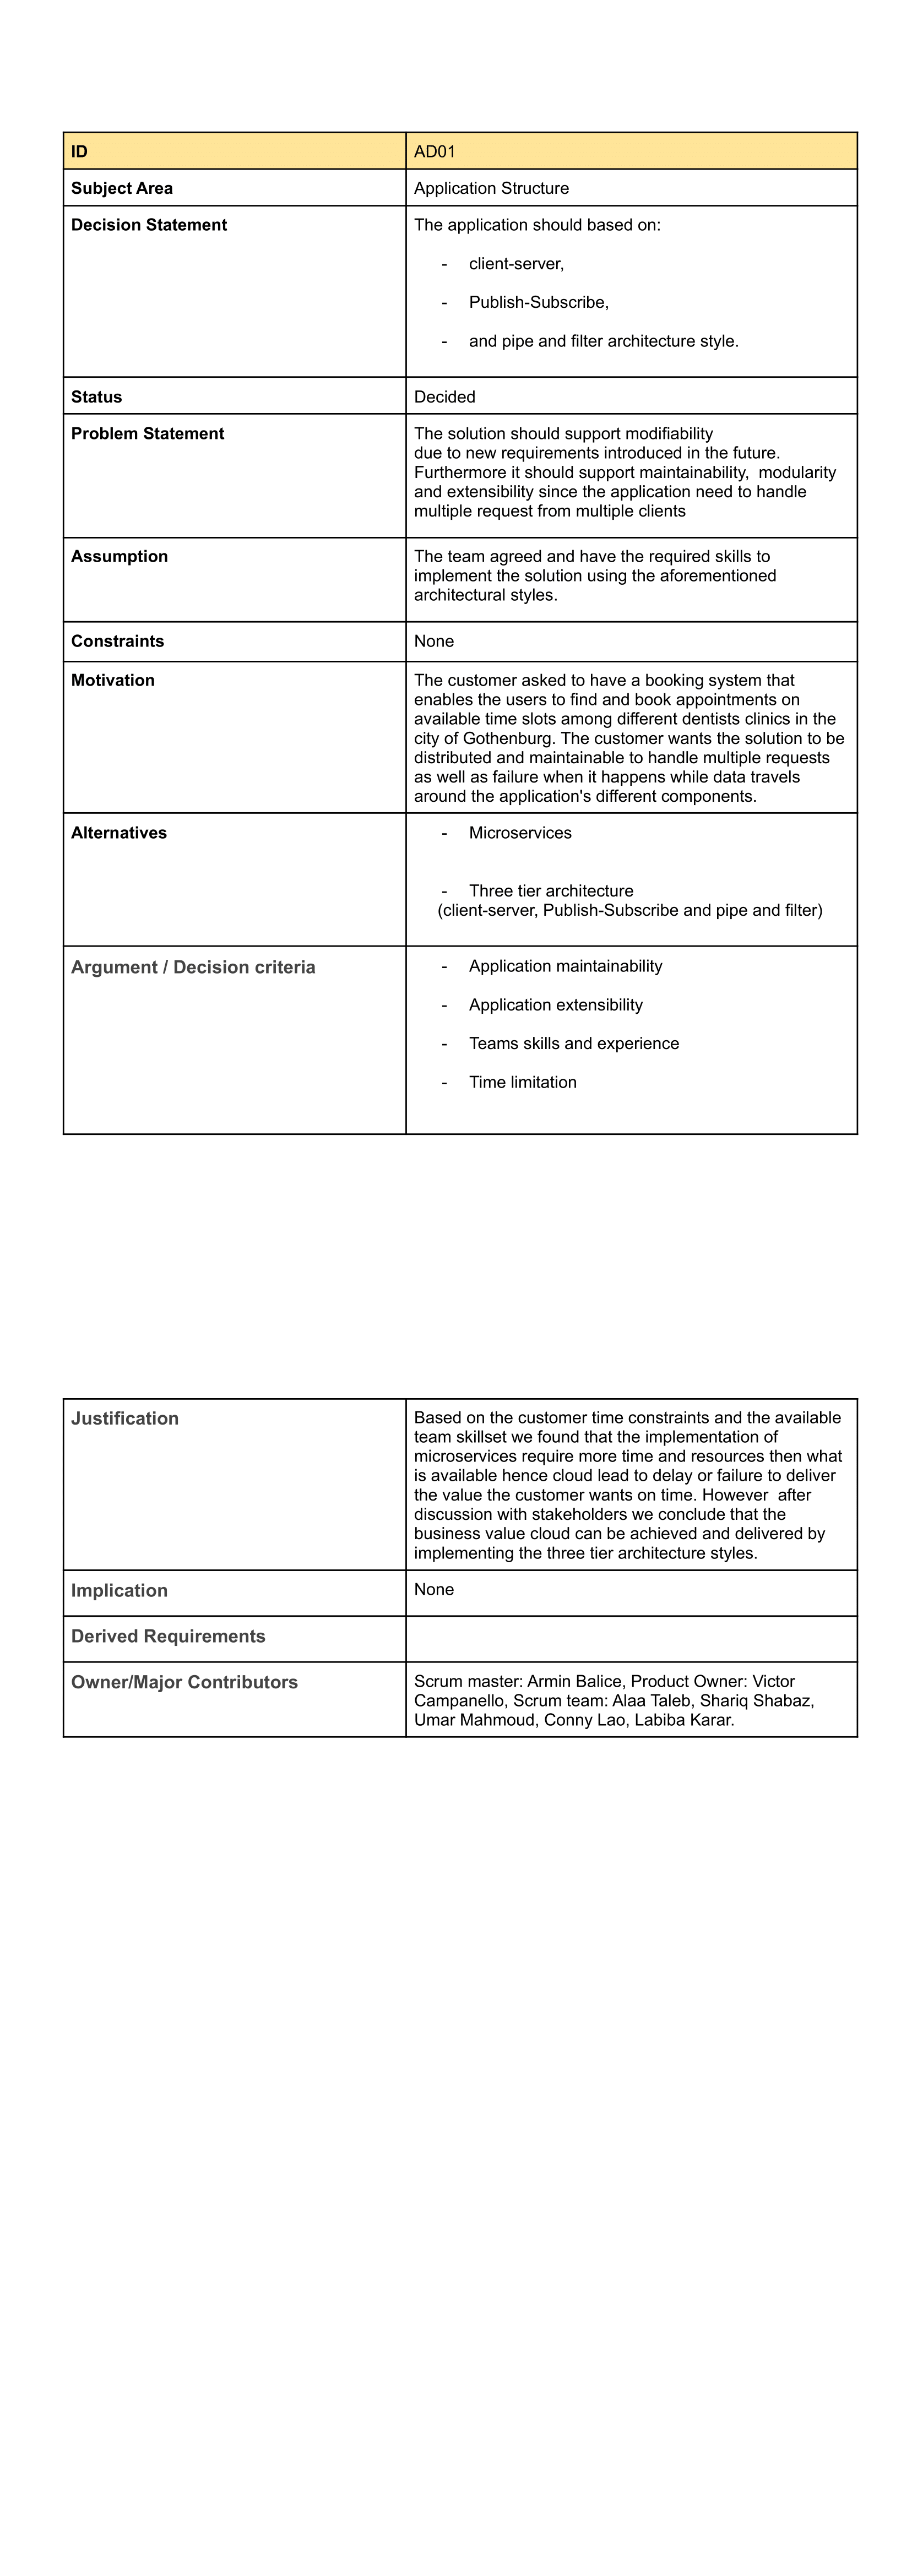 ID AD01
Subject Area Application Structure
Decision Statement The application should based on:
- client-server,
- Publish-Subscribe,
- and pipe and filter architecture style.
Status Decided
Problem Statement The solution should support modifiability
due to new requirements introduced in the future.
Furthermore it should support maintainability,  modularity
and extensibility since the application need to handle
multiple request from multiple clients
Assumption The team agreed and have the required skills to
implement the solution using the aforementioned
architectural styles.
Constraints None
Motivation The customer asked to have a booking system that
enables the users to find and book appointments on
available time slots among different dentists clinics in the
city of Gothenburg. The customer wants the solution to be
distributed and maintainable to handle multiple requests
as well as failure when it happens while data travels
around the application's different components.
Alternatives - Microservices
- Three tier architecture
(client-server, Publish-Subscribe and pipe and filter)
Argument / Decision criteria - Application maintainability
- Application extensibility
- Teams skills and experience
- Time limitation
Justification Based on the customer time constraints and the available
team skillset we found that the implementation of
microservices require more time and resources then what
is available hence cloud lead to delay or failure to deliver
the value the customer wants on time. However  after
discussion with stakeholders we conclude that the
business value cloud can be achieved and delivered by
implementing the three tier architecture styles.
Implication None
Derived Requirements
Owner/Major Contributors Scrum master: Armin Balice, Product Owner: Victor
Campanello, Scrum team: Alaa Taleb, Shariq Shabaz,
Umar Mahmoud, Conny Lao, Labiba Karar.